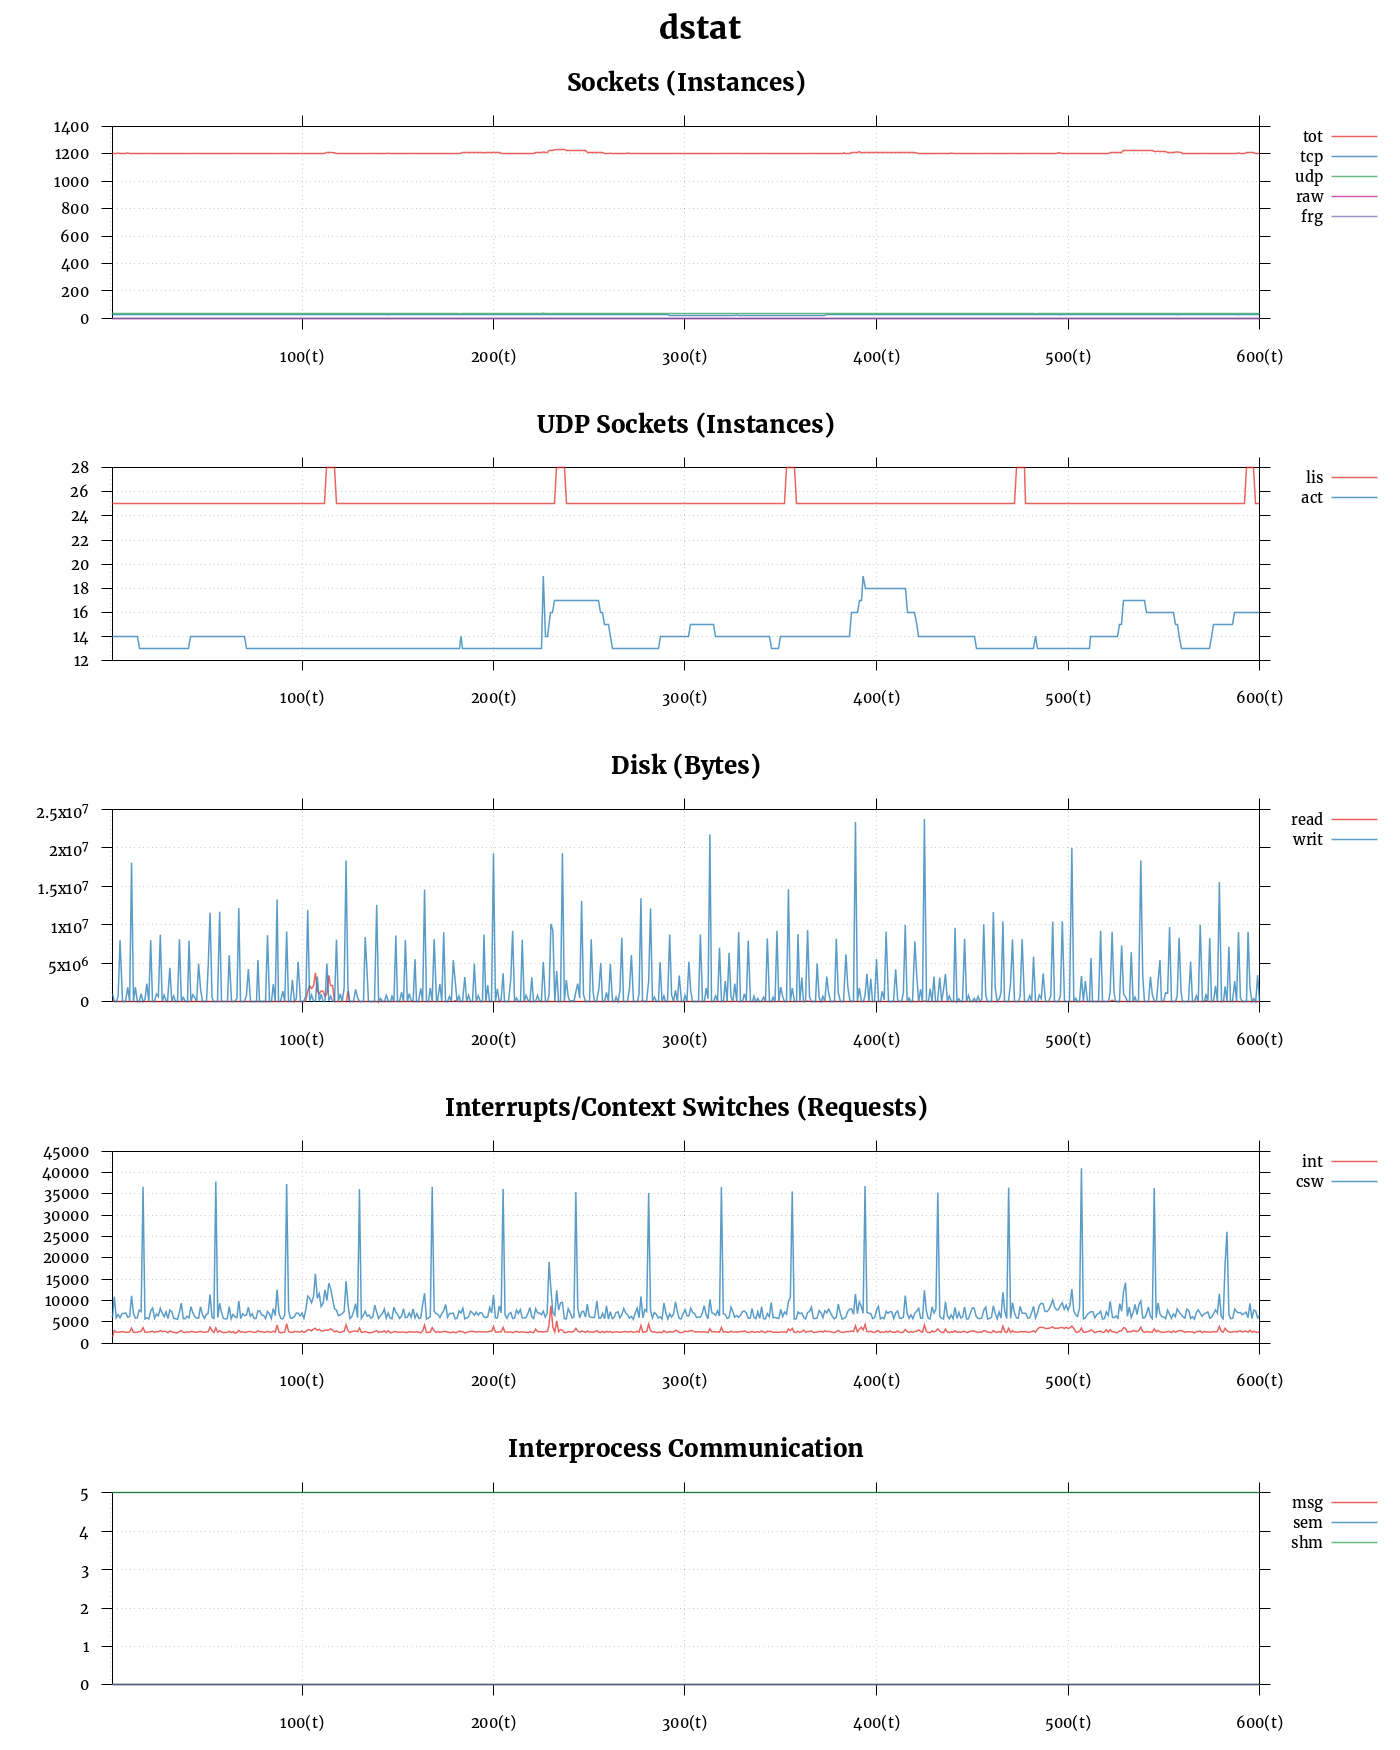 dstat
Sockets (Instances)
1400
1200
1000
800
600
400
200
0
100(t) 200(t) 300(t) 400(t) 500(t) 600(t)
tot
tcp
udp
raw
frg
UDP Sockets (Instances)
28
26
24
22
20
18
16
14
12
100(t) 200(t) 300(t) 400(t) 500(t) 600(t)
lis
act
Disk (Bytes)
2.5x10⁷
2x10⁷
1.5x10⁷
1x10⁷
5x10⁶
0
100(t) 200(t) 300(t) 400(t) 500(t) 600(t)
read
writ
Interrupts/Context Switches (Requests)
45000
40000
35000
30000
25000
20000
15000
10000
5000
0
100(t) 200(t) 300(t) 400(t) 500(t) 600(t)
int
csw
Interprocess Communication
5
4
3
2
1
0
100(t) 200(t) 300(t) 400(t) 500(t) 600(t)
msg
sem
shm